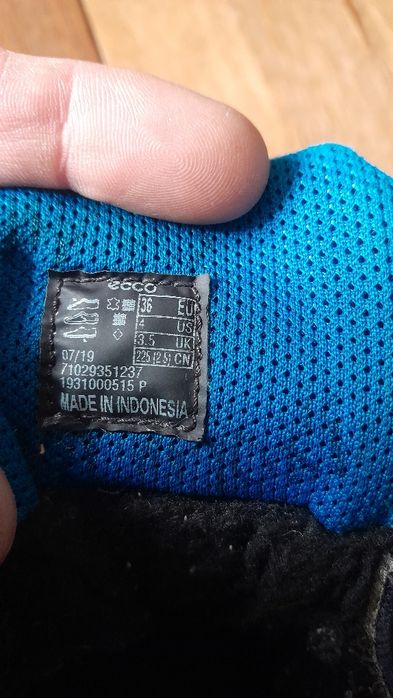 ecco
36 EU
4 US
3.5 UK
225 (2.5) CN
07/19
71029351237
1931000515 P
MADE IN INDONESIA